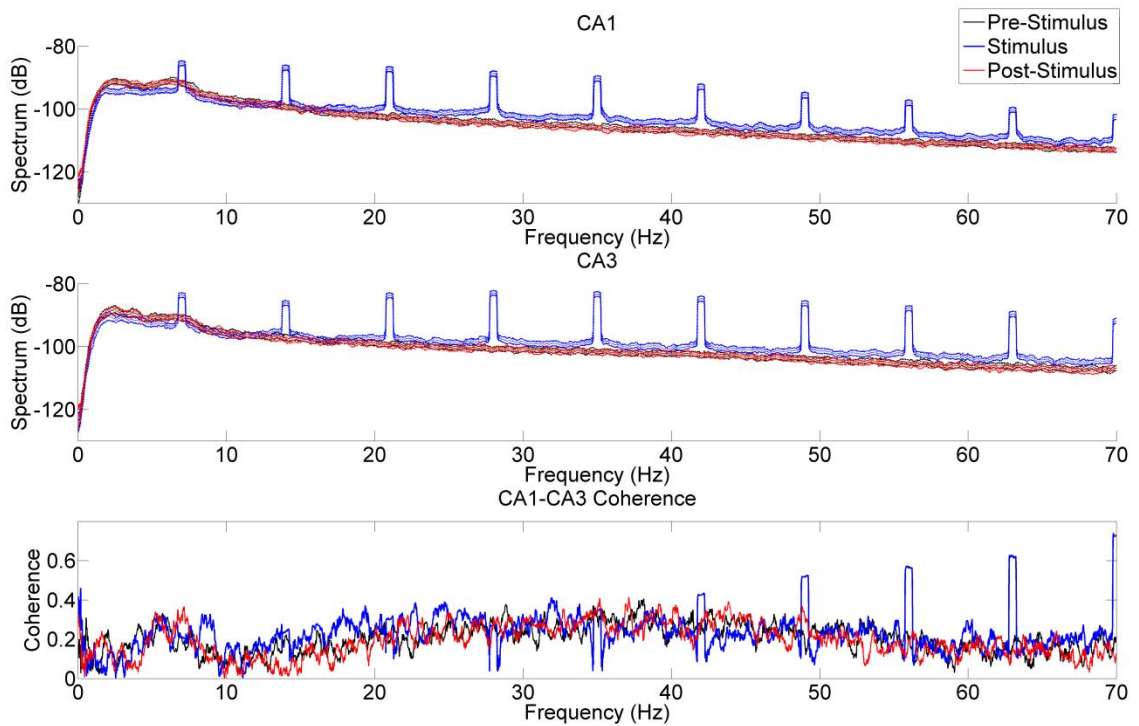 CA1
Pre-Stimulus
Stimulus
Post-Stimulus
Spectrum (dB)
-80
-100
-120
0 10 20 30 40 50 60 70
Frequency (Hz)
CA3
Spectrum (dB)
-80
-100
-120
0 10 20 30 40 50 60 70
Frequency (Hz)
CA1-CA3 Coherence
Coherence
0.6
0.4
0.2
0
0 10 20 30 40 50 60 70
Frequency (Hz)